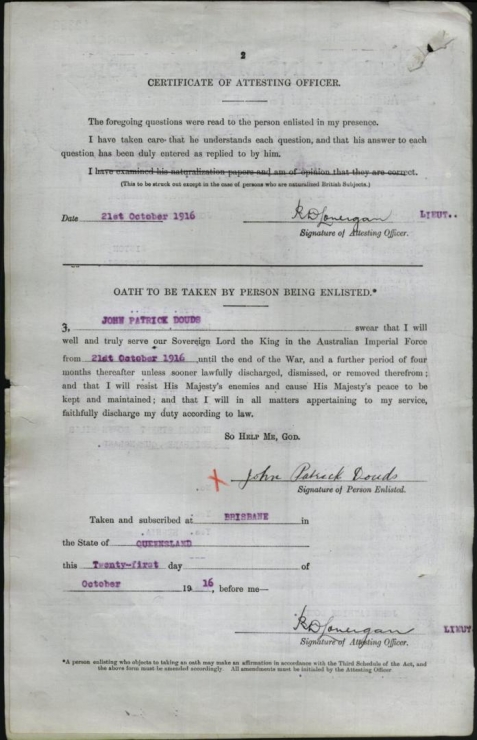 2
CERTIFICATE OF ATTESTING OFFICER.
The foregoing questions were read to the person enlisted in my presence.
I have taken care that he understands each question, and that his answer to each
question has been duly entered as replied to by him.
I have examined his naturalization papers and am of opinion that they are correct.
(This to be struck out except in the case of persons who are naturalized British Subjects.)
Date 21st October 1916 R D Lonergan LIEUT..
Signature of Attesting Officer.
OATH TO BE TAKEN BY PERSON BEING ENLISTED.*
JOHN PATRICK DOUDS
I, swear that I will
well and truly serve our Sovereign Lord the King in the Australian Imperial Force
from 21st October 1916 until the end of the War, and a further period of four
months thereafter unless sooner lawfully discharged, dismissed, or removed therefrom;
and that I will resist His Majesty's enemies and cause His Majesty's peace to be
kept and maintained; and that I will in all matters appertaining to my service,
faithfully discharge my duty according to law.
SO HELP ME, GOD.
X John Patrick Douds
Signature of Person Enlisted.
Taken and subscribed at BRISBANE in
the State of QUEENSLAND
this Twenty-first day of
October 19 16, before me—
R D Lonergan LIEUT
Signature of Attesting Officer.
*A person enlisting who objects to taking an oath may make an affirmation in accordance with the Third Schedule of the Act, and
the above form must be amended accordingly. All amendments must be initialed by the Attesting Officer